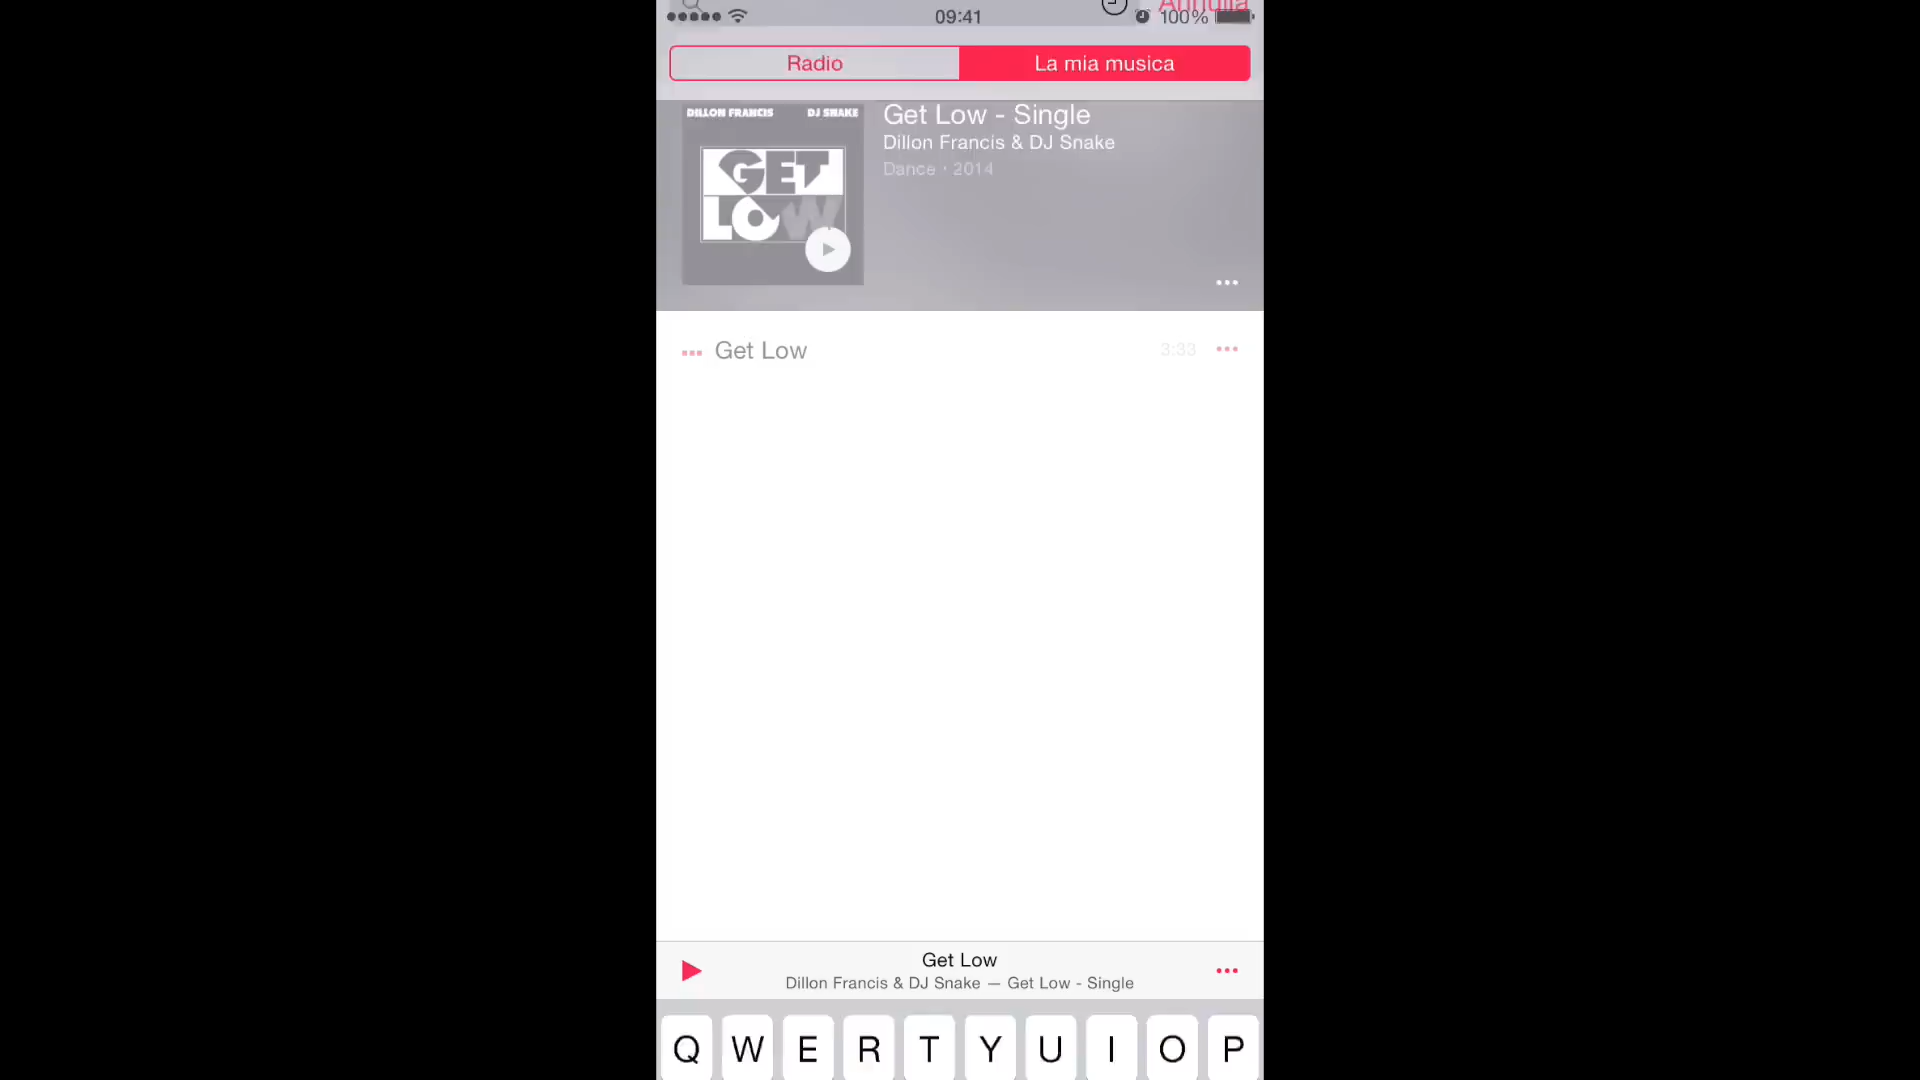 Annulla
09:41
100%
Radio
La mia musica
DILLON FRANCIS DJ SNAKE
GET
LOW
Get Low - Single
Dillon Francis & DJ Snake
Dance • 2014
Get Low
3:33
Get Low
Dillon Francis & DJ Snake — Get Low - Single
Q W E R T Y U I O P